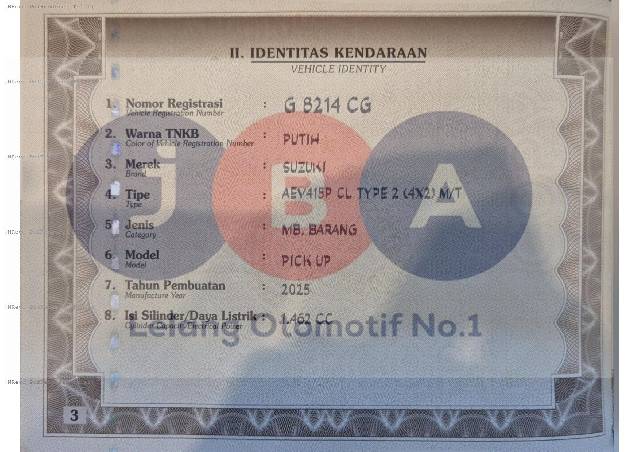 II. IDENTITAS KENDARAAN
VEHICLE IDENTITY
1. Nomor Registrasi : G 8214 CG
Vehicle Registration Number
2. Warna TNKB : PUTIH
Color of Vehicle Registration Number
3. Merek : SUZUKI
Brand
4. Tipe : AEV415P CL TYPE 2 (4X2) M/T
Type
5. Jenis : MB. BARANG
Category
6. Model : PICK UP
Model
7. Tahun Pembuatan : 2025
Manufacture Year
8. Isi Silinder/Daya Listrik : 1.462 CC
Cylinder Capacity/Electrical Power
j B A
Lelang Otomotif No.1
3